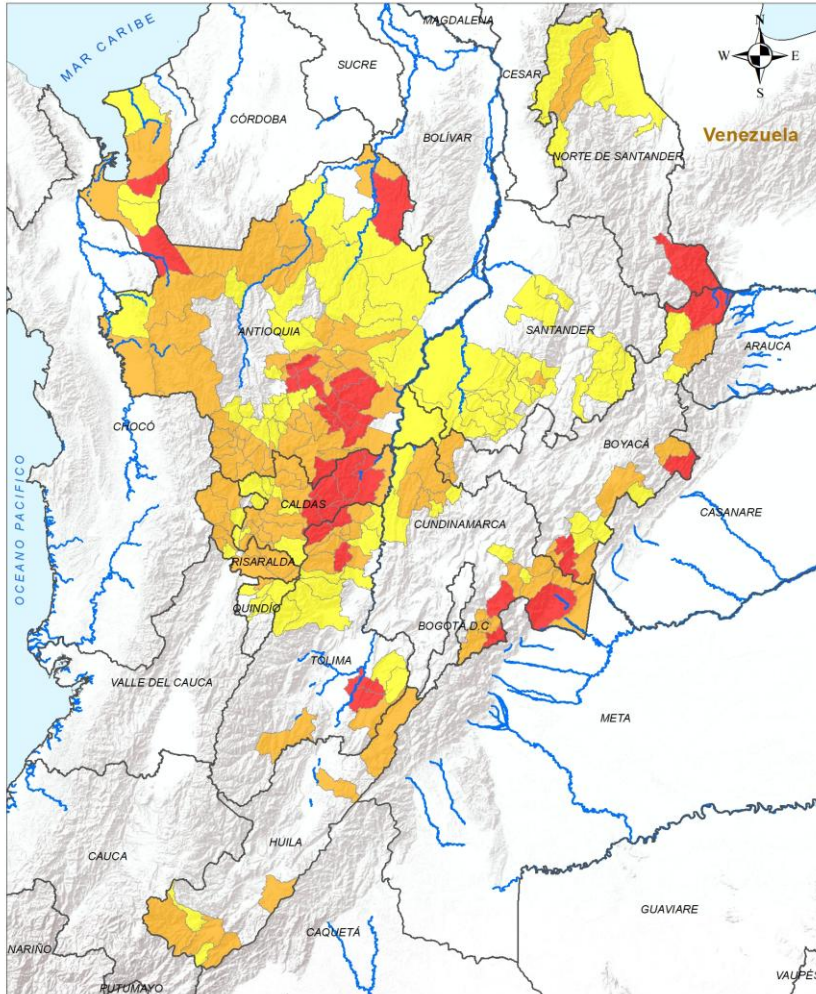 MAGDALENA
N
MAR CARIBE
W
E
SUCRE
CESAR
S
CÓRDOBA
BOLÍVAR
Venezuela
NORTE DE SANTANDER
ANTIOQUIA
SANTANDER
ARAUCA
CHOCÓ
BOYACÁ
OCEANO PACIFICO
CALDAS
CASANARE
CUNDINAMARCA
RISARALDA
QUINDÍO
BOGOTÁ, D.C
TOLIMA
VALLE DEL CAUCA
META
HUILA
CAUCA
GUAVIARE
CAQUETÁ
NARIÑO
VAUPÉS
PUTUMAYO